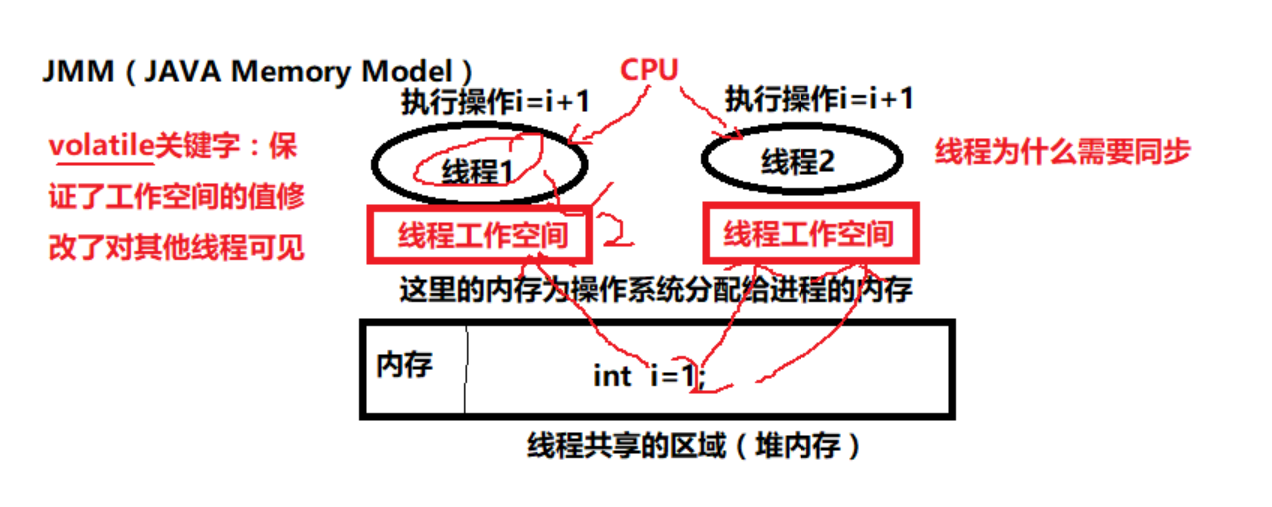 JMM（JAVA Memory Model）
CPU
执行操作i=i+1
执行操作i=i+1
volatile关键字：保
证了工作空间的值修
改了对其他线程可见
线程1
线程2
线程为什么需要同步
线程工作空间
2
线程工作空间
这里的内存为操作系统分配给进程的内存
内存
int i=1;
线程共享的区域（堆内存）